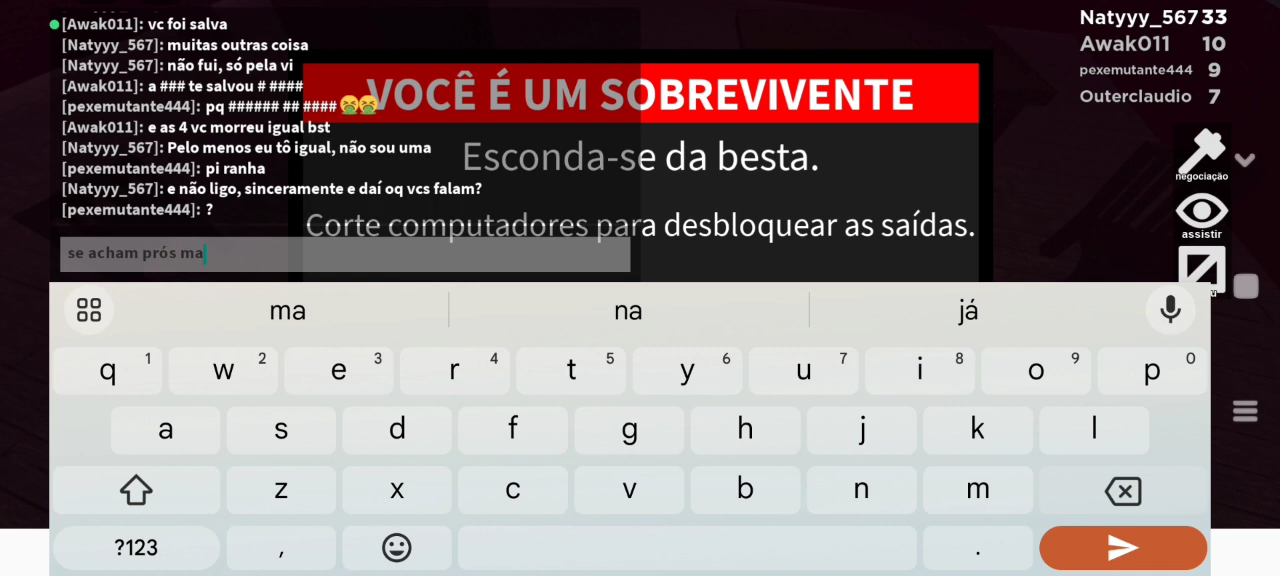 [Awak011]: vc foi salva
[Natyyy_567]: muitas outras coisa
[Natyyy_567]: não fui, só pela vi
[Awak011]: a ### te salvou # ####
[pexemutante444]: pq ###### ## #### 🤮🤮
[Awak011]: e as 4 vc morreu igual bst
[Natyyy_567]: Pelo menos eu tô igual, não sou uma
[pexemutante444]: pi ranha
[Natyyy_567]: e não ligo, sinceramente e daí oq vcs falam?
[pexemutante444]: ?
se acham prós ma
VOCÊ É UM SOBREVIVENTE
Esconda-se da besta.
Corte computadores para desbloquear as saídas.
Natyyy_567 33
Awak011 10
pexemutante444 9
Outerclaudio 7
negociação
assistir
ma na já
q 1 w 2 e 3 r 4 t 5 y 6 u 7 i 8 o 9 p 0
a s d f g h j k l
z x c v b n m
?123 , .